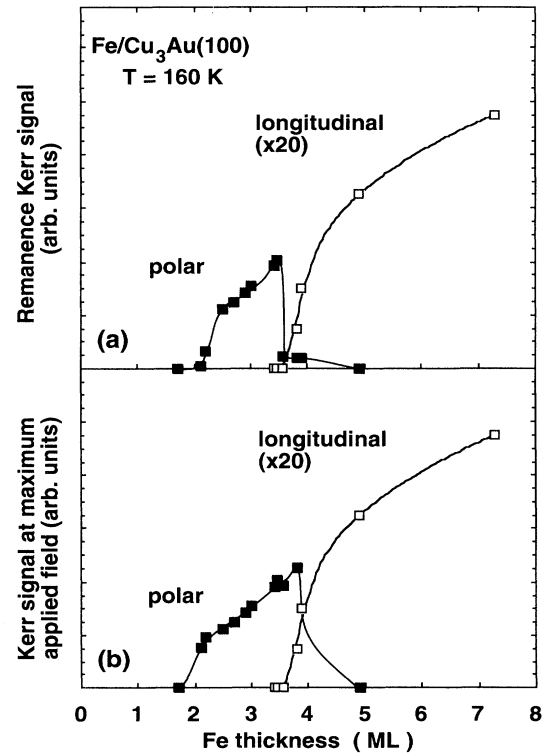 Fe/Cu3Au(100)
T = 160 K
longitudinal
(x20)
polar
(a)
Remanence Kerr signal
(arb. units)
longitudinal
(x20)
polar
(b)
Kerr signal at maximum
applied field (arb. units)
0 1 2 3 4 5 6 7 8
Fe thickness ( ML )